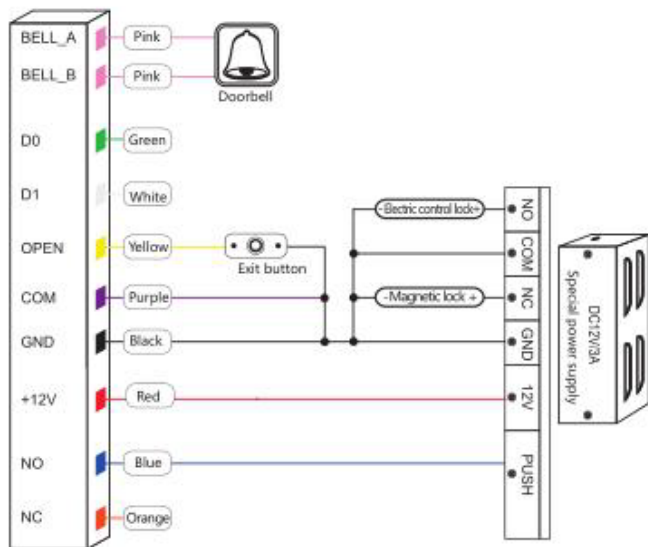 BELL_A Pink
BELL_B Pink
Doorbell
D0 Green
D1 White
OPEN Yellow
Exit button
COM Purple
GND Black
+12V Red
NO Blue
NC Orange
-Electric control lock+
-Magnetic lock +
NO
COM
NC
GND
12V
PUSH
DC12V/3A
Special power supply